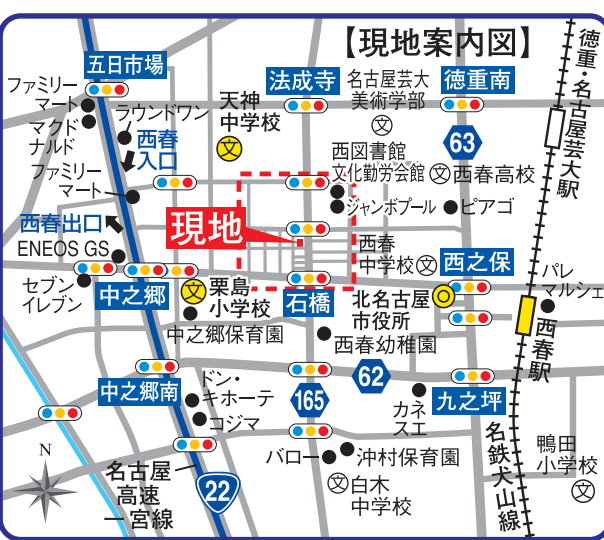 【現地案内図】
五日市場
法成寺
徳重南
名古屋芸大
美術学部
徳重・名古屋芸大駅
ファミリー
マート
マクド
ナルド
ラウンドワン
天神
中学校
文
文
63
西春
入口
西図書館
文化勤労会館
文
西春高校
ファミリー
マート
ジャンボプール
ピアゴ
西春出口
現地
ENEOS GS
西春
中学校
文
西之保
パレ
マルシェ
セブン
イレブン
中之郷
文
栗島
小学校
石橋
北名古屋
市役所
中之郷保育園
西春幼稚園
西春駅
中之郷南
ドン・
キホーテ
コジマ
165
62
カネ
スエ
九之坪
名鉄犬山線
鴨田
小学校
文
N
名古屋
高速
一宮線
22
バロー
沖村保育園
文
白木
中学校